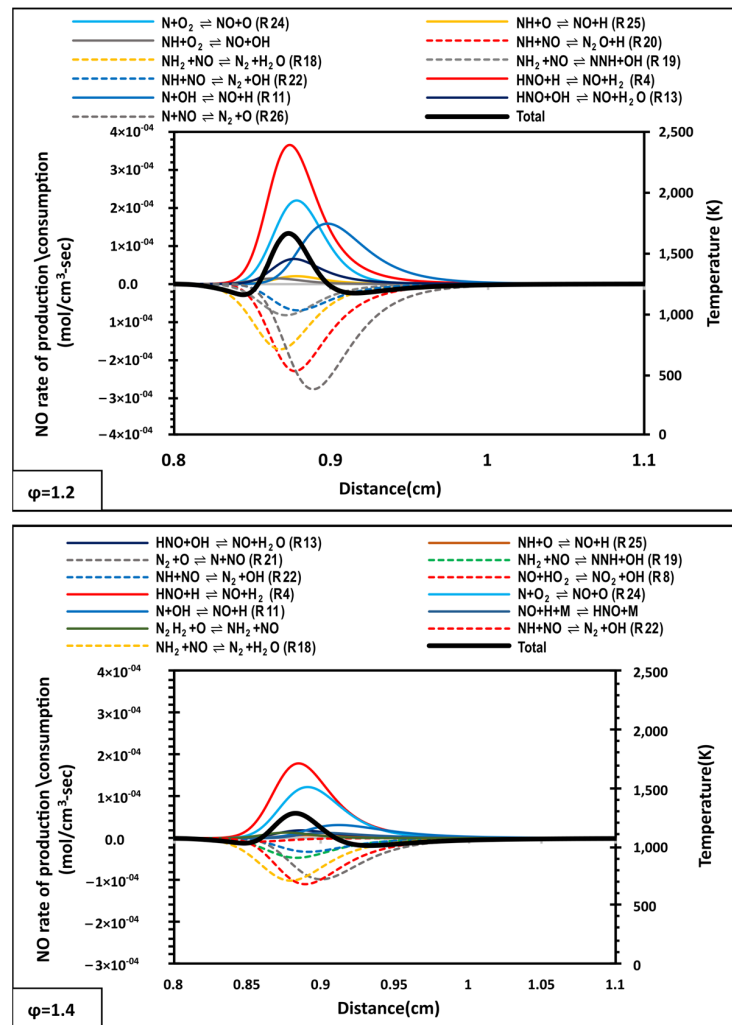 N+O₂ ⇌ NO+O (R24)
NH+O₂ ⇌ NO+OH
NH₂ +NO ⇌ N₂ +H₂ O (R18)
NH+NO ⇌ N₂ +OH (R22)
N+OH ⇌ NO+H (R11)
N+NO ⇌ N₂ +O (R26)
NH+O ⇌ NO+H (R25)
NH+NO ⇌ N₂ O+H (R20)
NH₂ +NO ⇌ NNH+OH (R19)
HNO+H ⇌ NO+H₂ (R4)
HNO+OH ⇌ NO+H₂O (R13)
Total
NO rate of production \consumption
(mol/cm³-sec)
4×10⁻⁰⁴
3×10⁻⁰⁴
2×10⁻⁰⁴
1×10⁻⁰⁴
0.0
−1×10⁻⁰⁴
−2×10⁻⁰⁴
−3×10⁻⁰⁴
−4×10⁻⁰⁴
2,500
2,000
1,500
1,000
500
0
Temperature (K)
0.8 0.9 1 1.1
Distance(cm)
φ=1.2
HNO+OH ⇌ NO+H₂O (R13)
N₂ +O ⇌ N+NO (R21)
NH+NO ⇌ N₂ +OH (R22)
HNO+H ⇌ NO+H₂ (R4)
N+OH ⇌ NO+H (R11)
N₂ H₂ +O ⇌ NH₂ +NO
NH₂ +NO ⇌ N₂ +H₂ O (R18)
NH+O ⇌ NO+H (R25)
NH₂ +NO ⇌ NNH+OH (R19)
NO+HO₂ ⇌ NO₂ +OH (R8)
N+O₂ ⇌ NO+O (R24)
NO+H+M ⇌ HNO+M
NH+NO ⇌ N₂ +OH (R22)
Total
NO rate of production \consumption
(mol/cm³-sec)
4×10⁻⁰⁴
3×10⁻⁰⁴
2×10⁻⁰⁴
1×10⁻⁰⁴
0.0
−1×10⁻⁰⁴
−2×10⁻⁰⁴
−3×10⁻⁰⁴
2,500
2,000
1,500
1,000
500
0
Temperature(K)
0.8 0.85 0.9 0.95 1 1.05 1.1
Distance(cm)
φ=1.4